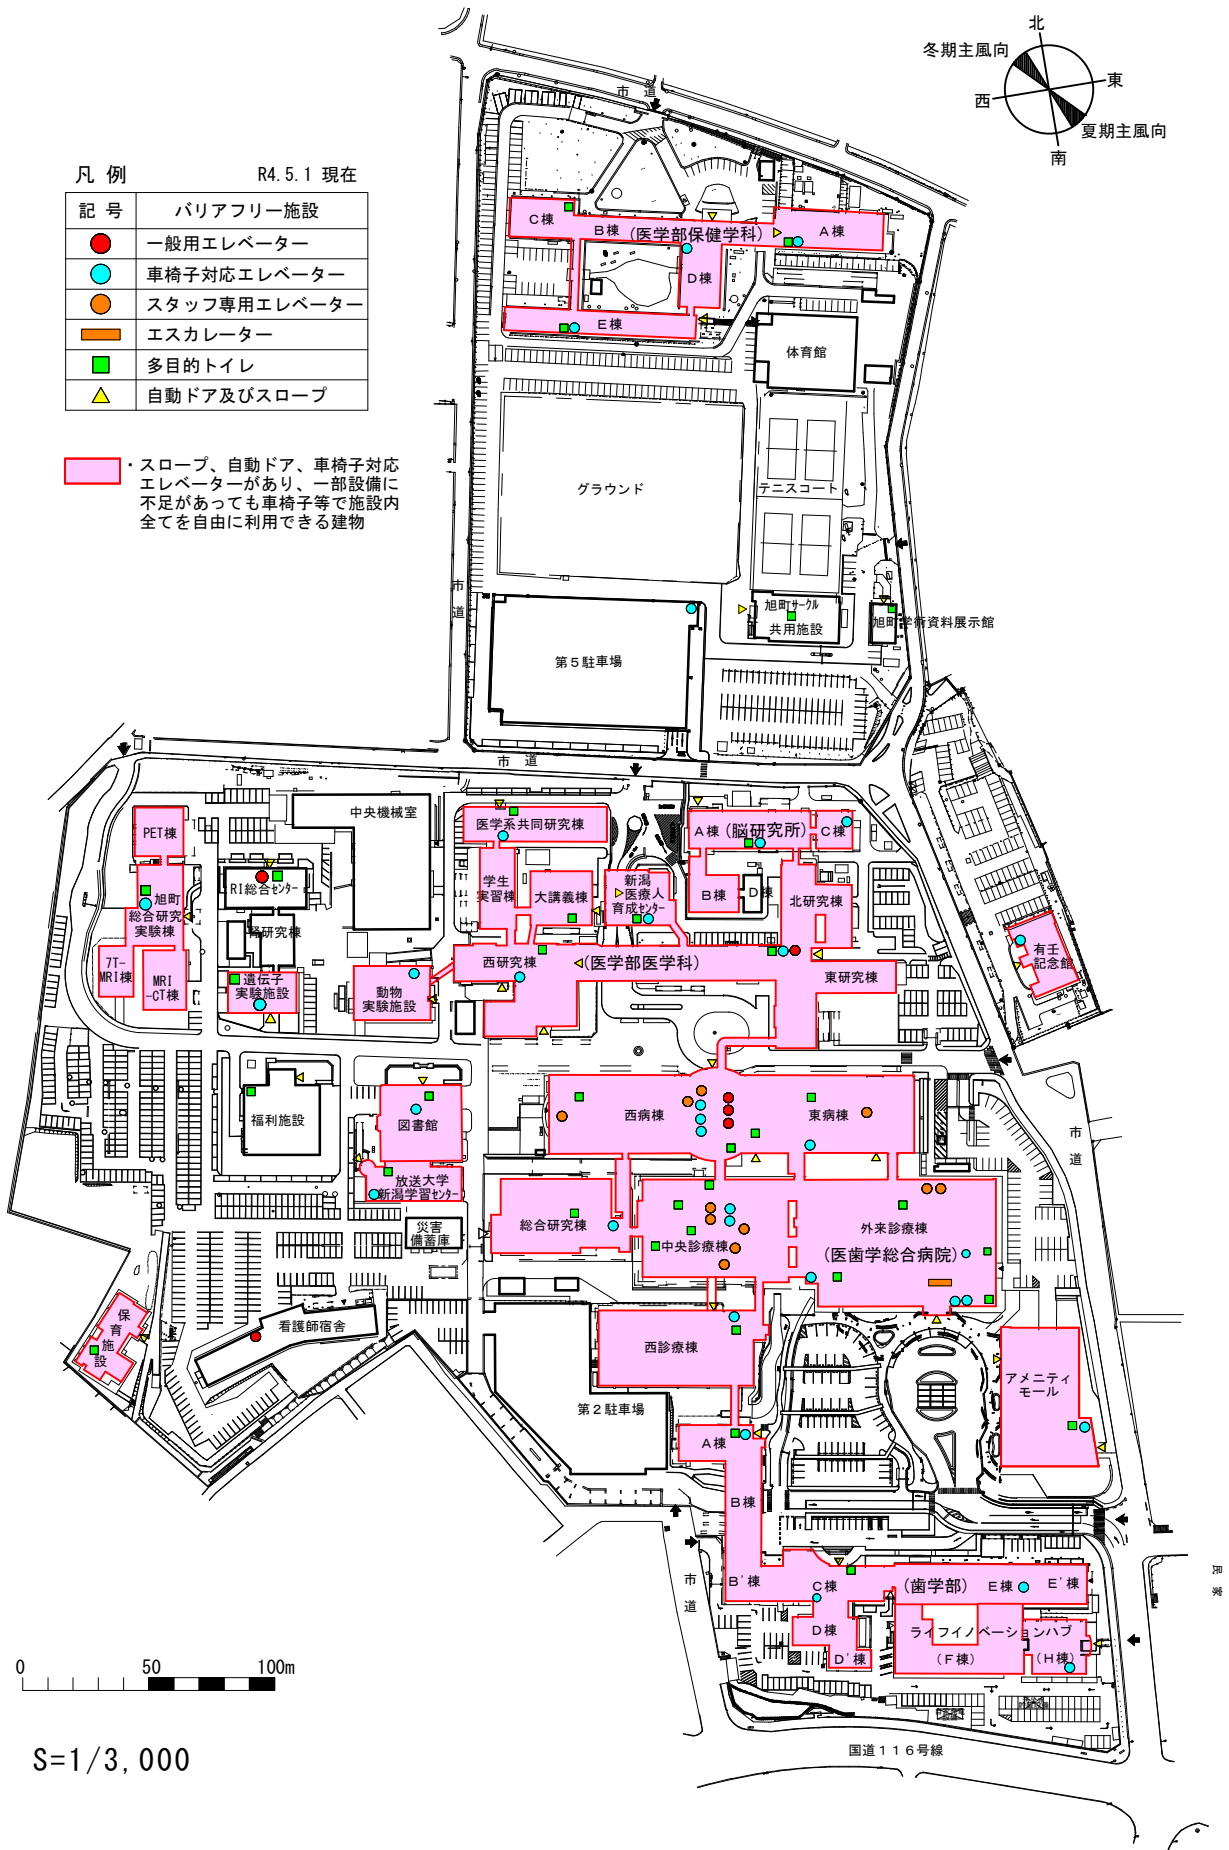 北
冬期主風向
東
西
夏期主風向
南
市 道
凡 例
R4.5.1 現在
記 号
バリアフリー施設
一般用エレベーター
車椅子対応エレベーター
スタッフ専用エレベーター
エスカレーター
多目的トイレ
自動ドア及びスロープ
・スロープ、自動ドア、車椅子対応
エレベーターがあり、一部設備に
不足があっても車椅子等で施設内
全てを自由に利用できる建物
C棟
B棟
(医学部保健学科)
A棟
D棟
E棟
体育館
グラウンド
テニスコート
市
道
旭町サークル
共用施設
旭町学術資料展示館
第5駐車場
市 道
中央機械室
PET棟
医学系共同研究棟
A棟
(脳研究所)
C棟
RI総合センター
学生
実習棟
大講義棟
新潟
医療人
育成センター
B棟
D棟
北研究棟
旭町
総合研究
実験棟
腎研究棟
有壬
記念館
7T-
MRI棟
MRI
-CT棟
遺伝子
実験施設
動物
実験施設
西研究棟
(医学部医学科)
東研究棟
福利施設
図書館
西病棟
東病棟
市
道
放送大学
新潟学習センター
災害
備蓄庫
総合研究棟
中央診療棟
外来診療棟
(医歯学総合病院)
保
育
施
設
看護師宿舎
西診療棟
アメニティ
モール
第2駐車場
A棟
B棟
B'棟
C棟
(歯学部)
E棟
E'棟
市
道
民
家
D棟
D'棟
ライフイノベーションハブ
(F棟)
(H棟)
0
50
100m
S=1/3,000
国道116号線